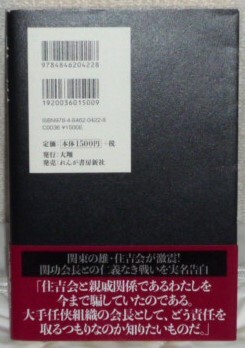 9784846204228
1920036015009
ISBN978-4-8462-0422-8
C0036 ¥1500E
定価：本体1500円＋税
発行：大翔
発売：れんが書房新社
関東の雄・住吉会が激震！
関功会長との仁義なき戦いを実名告白
「住吉会と親戚関係であるわたしを
今まで騙していたのである。
大手任侠組織の会長として、どう責任を
取るつもりなのか知りたいものだ。」